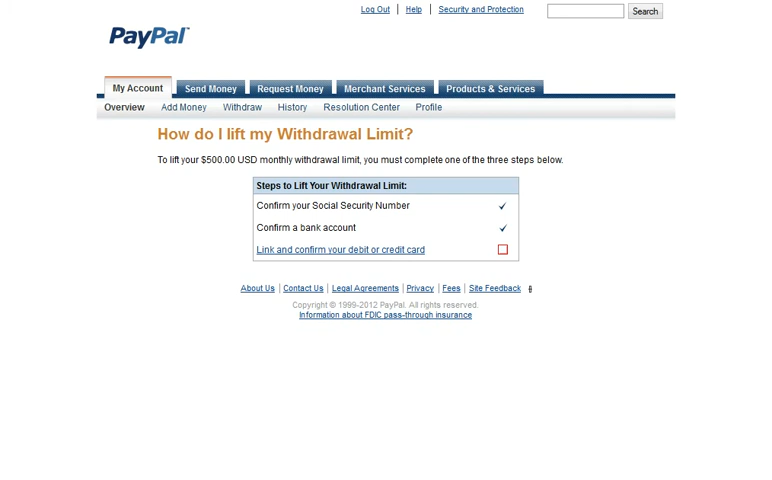 Log Out | Help | Security and Protection Search
PayPal™
My Account Send Money Request Money Merchant Services Products & Services
Overview Add Money Withdraw History Resolution Center Profile
How do I lift my Withdrawal Limit?
To lift your $500.00 USD monthly withdrawal limit, you must complete one of the three steps below.
Steps to Lift Your Withdrawal Limit:
Confirm your Social Security Number
Confirm a bank account
Link and confirm your debit or credit card
About Us | Contact Us | Legal Agreements | Privacy | Fees | Site Feedback
Copyright © 1999-2012 PayPal. All rights reserved.
Information about FDIC pass-through insurance